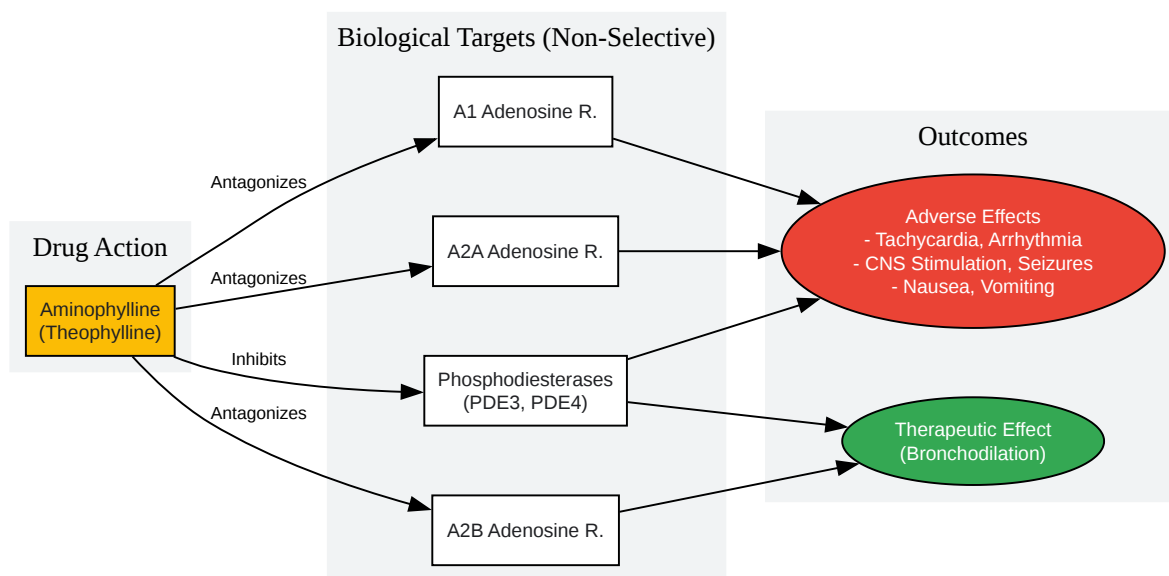 Biological Targets (Non-Selective)
A1 Adenosine R.
Outcomes
Antagonizes
Adverse Effects
- Tachycardia, Arrhythmia
- CNS Stimulation, Seizures
- Nausea, Vomiting
Drug Action
A2A Adenosine R.
Antagonizes
Aminophylline
(Theophylline)
Inhibits
Phosphodiesterases
(PDE3, PDE4)
Antagonizes
Therapeutic Effect
(Bronchodilation)
A2B Adenosine R.